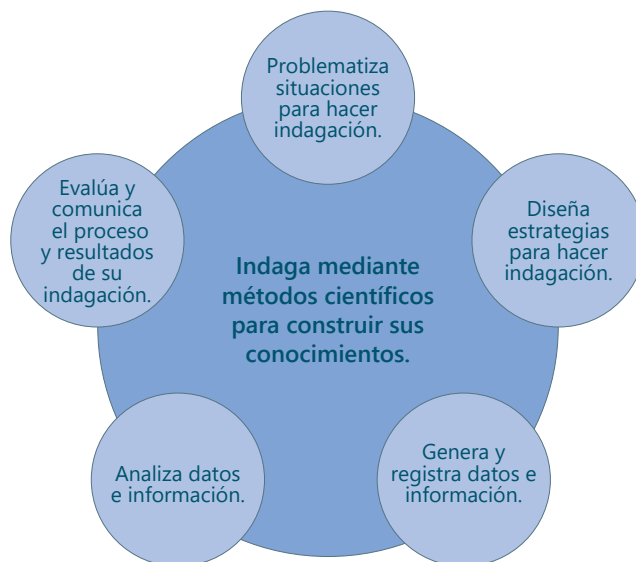 Problematiza
situaciones
para hacer
indagación.
Diseña
estrategias
para hacer
indagación.
Genera y
registra datos e
información.
Analiza datos
e información.
Evalúa y
comunica
el proceso
y resultados
de su
indagación.
Indaga mediante
métodos científicos
para construir sus
conocimientos.